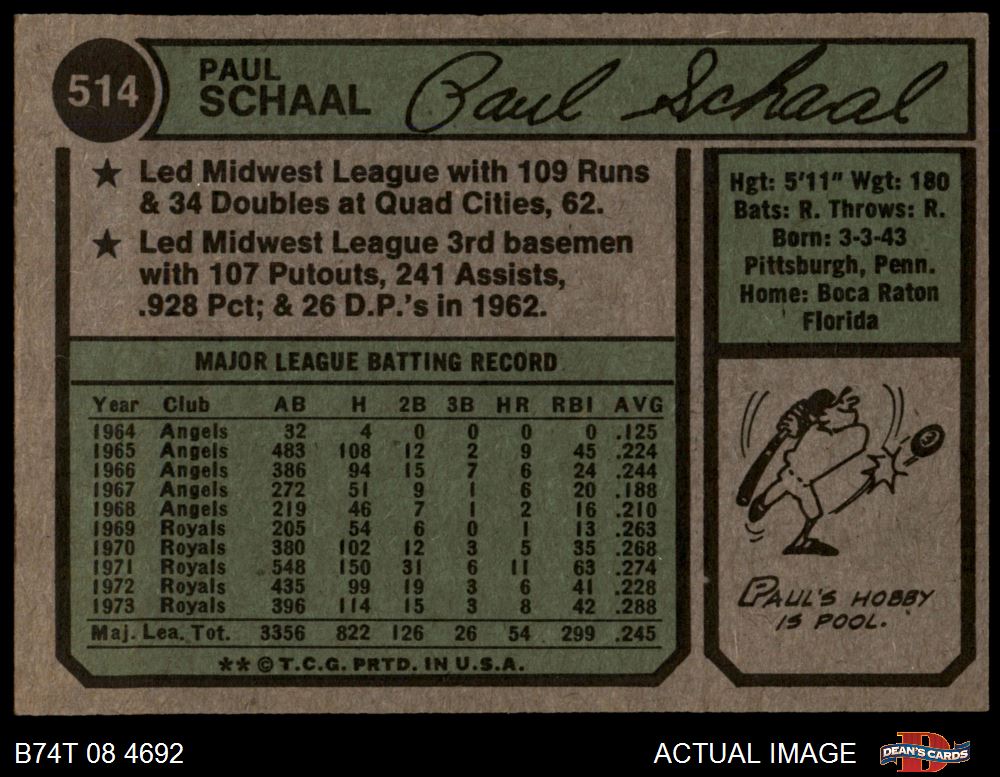 514
PAUL
SCHAAL
Paul Schaal
★ Led Midwest League with 109 Runs
& 34 Doubles at Quad Cities, 62.
★ Led Midwest League 3rd basemen
with 107 Putouts, 241 Assists,
.928 Pct; & 26 D.P.'s in 1962.
Hgt: 5'11" Wgt: 180
Bats: R. Throws: R.
Born: 3-3-43
Pittsburgh, Penn.
Home: Boca Raton
Florida
MAJOR LEAGUE BATTING RECORD
Year Club AB H 2B 3B HR RBI AVG
1964 Angels 32 4 0 0 0 0 .125
1965 Angels 483 108 12 2 9 45 .224
1966 Angels 386 94 15 7 6 24 .244
1967 Angels 272 51 9 1 6 20 .188
1968 Angels 219 46 7 1 2 16 .210
1969 Royals 205 54 6 0 1 13 .263
1970 Royals 380 102 12 3 5 35 .268
1971 Royals 548 150 31 6 11 63 .274
1972 Royals 435 99 19 3 6 41 .228
1973 Royals 396 114 15 3 8 42 .288
Maj. Lea. Tot. 3356 822 126 26 54 299 .245
** © T.C.G. PRTD. IN U.S.A.
PAUL'S HOBBY
IS POOL.
B74T 08 4692
ACTUAL IMAGE
D
DEAN'S CARDS